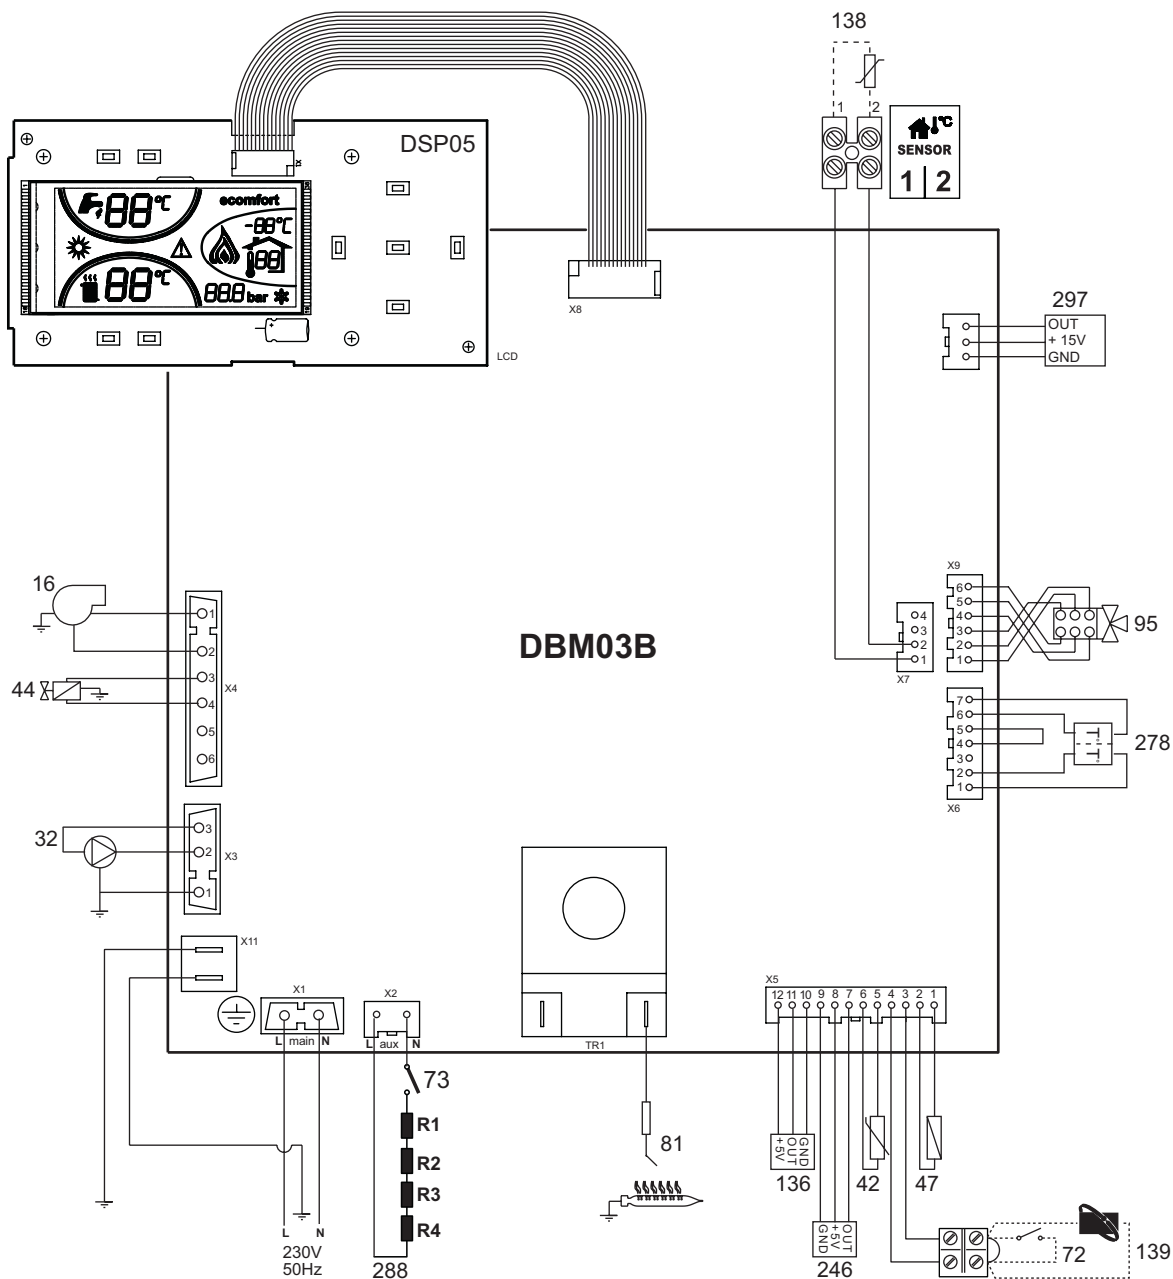 138
1 2
DSP05
X1
°C
SENSOR
1 | 2
88 °C
ecomfort
-88°C
88
88 °C
88.8 bar
X8
LCD
297
OUT
+ 15V
GND
16
1
2
3
4
5
6
X4
44
DBM03B
4
3
2
1
X7
X9
6
5
4
3
2
1
95
7
6
5
4
3
2
1
X6
278
32
3
2
1
X3
X11
X1
L main N
X2
L aux N
TR1
X5
12 11 10 9 8 7 6 5 4 3 2 1
73
R1
R2
R3
R4
81
+5V
OUT
GND
136
42
47
L N
230V
50Hz
288
GND
+5V
OUT
246
72
139